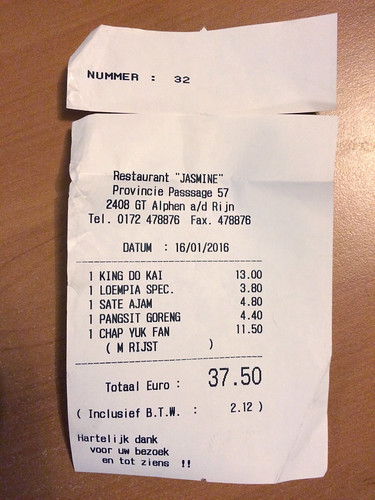 NUMMER : 32
Restaurant "JASMINE"
Provincie Passsage 57
2408 GT Alphen a/d Rijn
Tel. 0172 478876 Fax. 478876
DATUM : 16/01/2016
1 KING DO KAI 13.00
1 LOEMPIA SPEC. 3.80
1 SATE AJAM 4.80
1 PANGSIT GORENG 4.40
1 CHAP YUK FAN 11.50
( M RIJST )
Totaal Euro : 37.50
( Inclusief B.T.W. : 2.12 )
Hartelijk dank
voor uw bezoek
en tot ziens !!